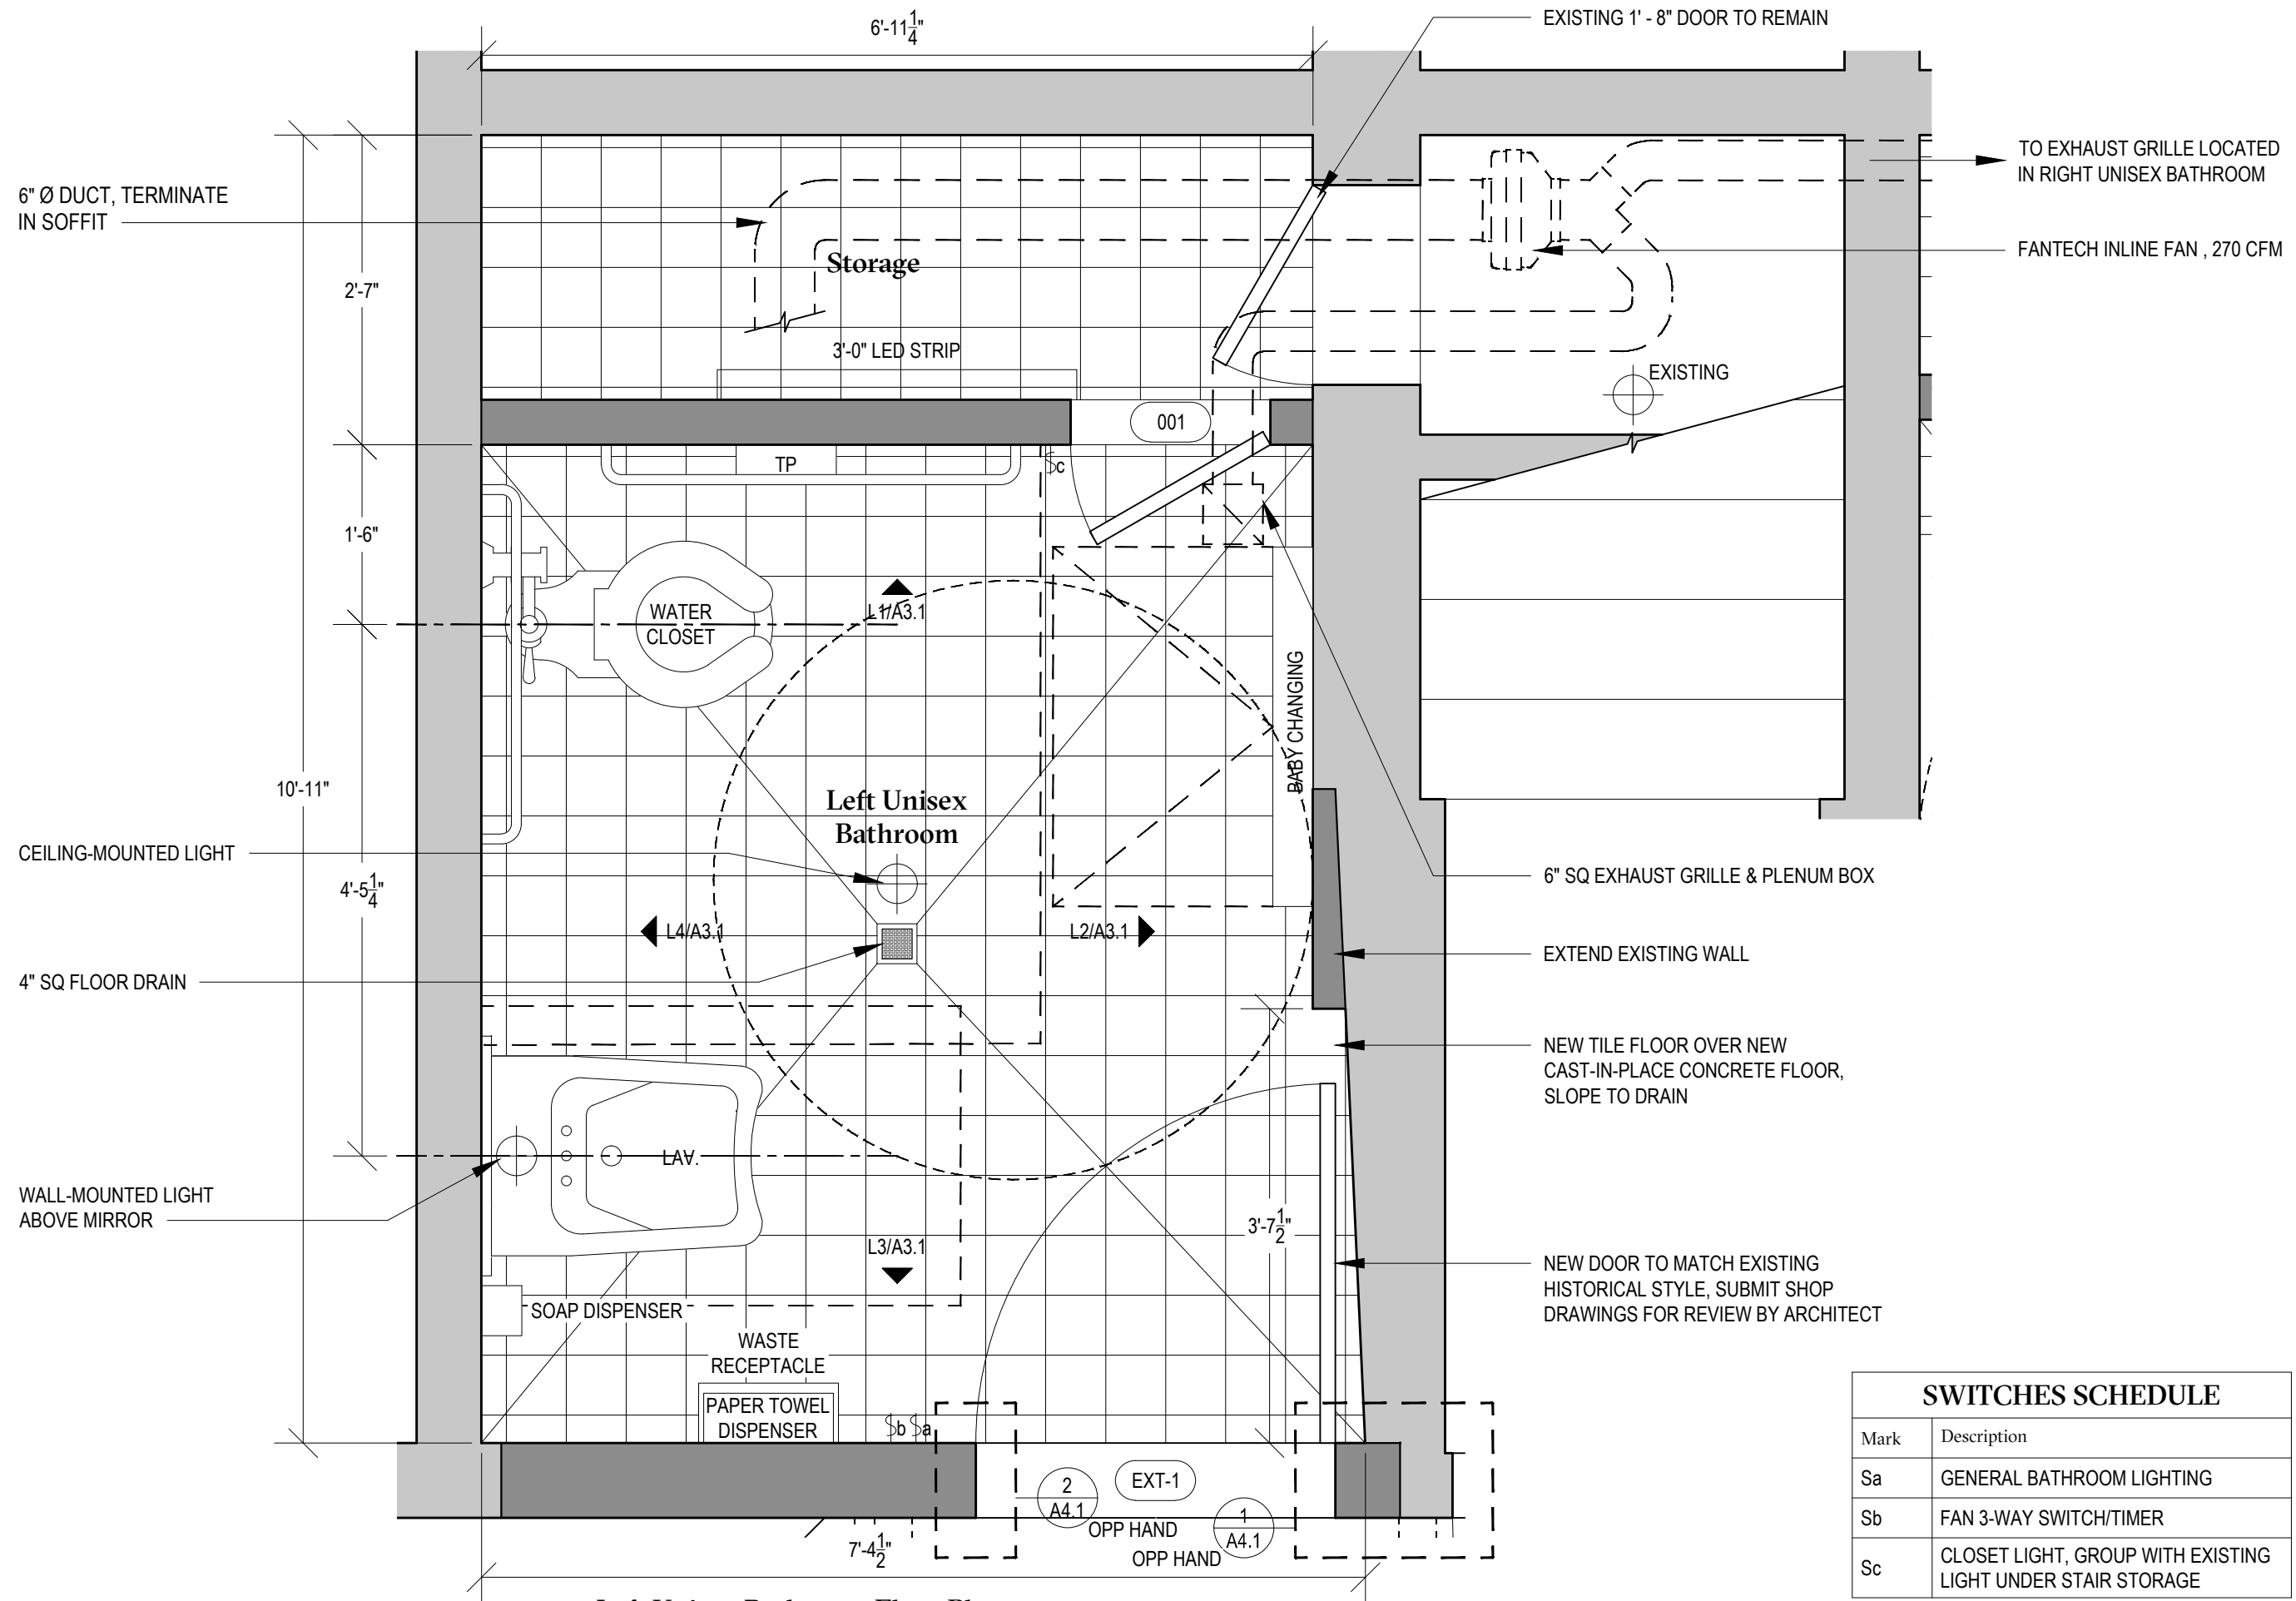 6'-11 1/4"
EXISTING 1' - 8" DOOR TO REMAIN
TO EXHAUST GRILLE LOCATED
IN RIGHT UNISEX BATHROOM
6" Ø DUCT, TERMINATE
IN SOFFIT
FANTECH INLINE FAN , 270 CFM
Storage
2'-7"
3'-0" LED STRIP
EXISTING
001
TP
Sc
1'-6"
WATER
CLOSET
L1/A3.1
BABY CHANGING
10'-11"
Left Unisex
Bathroom
CEILING-MOUNTED LIGHT
4'-5 1/4"
6" SQ EXHAUST GRILLE & PLENUM BOX
L4/A3.1
L2/A3.1
EXTEND EXISTING WALL
4" SQ FLOOR DRAIN
NEW TILE FLOOR OVER NEW
CAST-IN-PLACE CONCRETE FLOOR,
SLOPE TO DRAIN
LAV.
WALL-MOUNTED LIGHT
ABOVE MIRROR
3'-7 1/2"
L3/A3.1
NEW DOOR TO MATCH EXISTING
HISTORICAL STYLE, SUBMIT SHOP
DRAWINGS FOR REVIEW BY ARCHITECT
SOAP DISPENSER
WASTE
RECEPTACLE
PAPER TOWEL
DISPENSER
Sb Sa
2
A4.1
EXT-1
OPP HAND
1
A4.1
OPP HAND
7'-4 1/2"
SWITCHES SCHEDULE
Mark Description
Sa GENERAL BATHROOM LIGHTING
Sb FAN 3-WAY SWITCH/TIMER
Sc CLOSET LIGHT, GROUP WITH EXISTING
LIGHT UNDER STAIR STORAGE